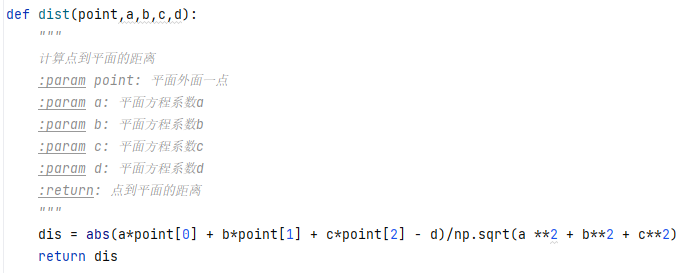 def dist(point,a,b,c,d):
    """
    计算点到平面的距离
    :param point: 平面外面一点
    :param a: 平面方程系数a
    :param b: 平面方程系数b
    :param c: 平面方程系数c
    :param d: 平面方程系数d
    :return: 点到平面的距离
    """
    dis = abs(a*point[0] + b*point[1] + c*point[2] - d)/np.sqrt(a **2 + b**2 + c**2)
    return dis